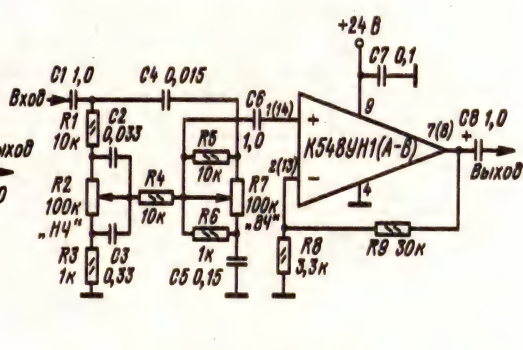 +24 В
C7 0,1
C1 1,0
C4 0,015
Вход
C6
1,0
1(14)
9
R1
10к
C2
0,033
R5
10к
К548УН1(А-В)
7(8)
C8 1,0
+
Выход
2(13)
R2
100к
„НЧ"
R4
10к
R7
100к
„ВЧ"
4
C3
0,33
R6
1к
R3
1к
C5 0,15
R8
3,3к
R9 30к
ыход
0